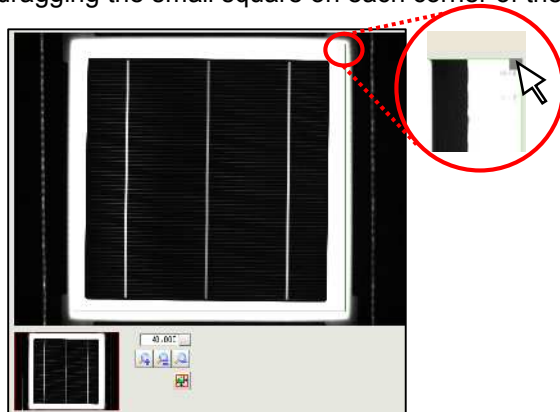 dragging the small square on each corner of the
40.00%